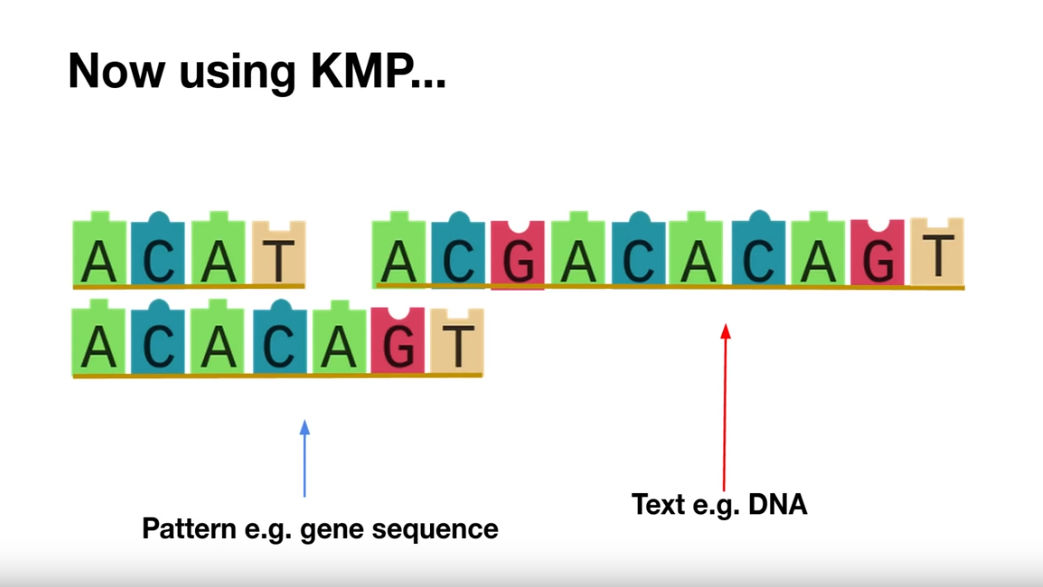 Now using KMP...
ACAT ACGACACAGT
ACACAGT
Text e.g. DNA
Pattern e.g. gene sequence